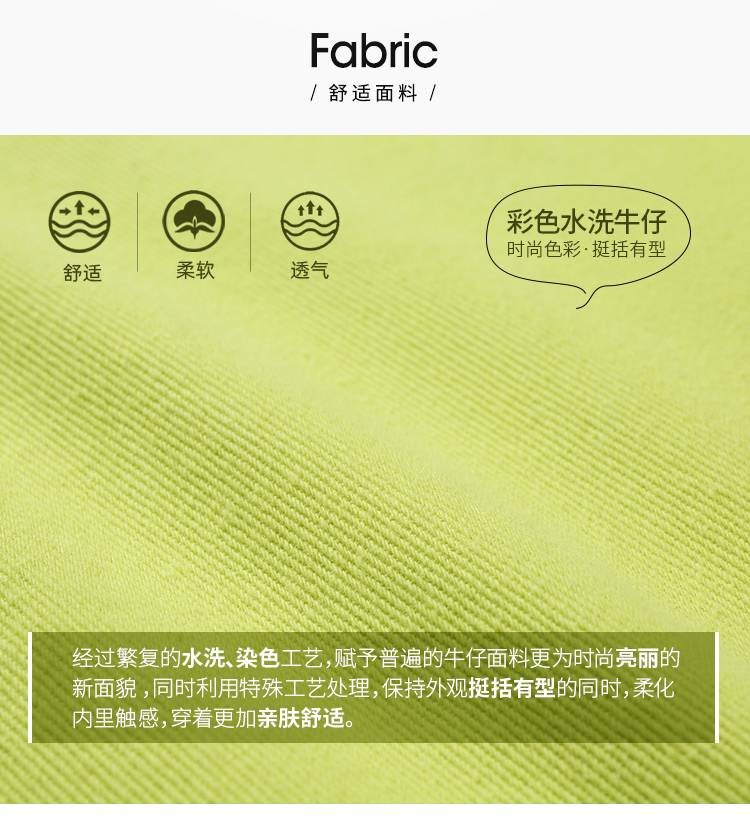 Fabric
/ 舒适面料 /
舒适
柔软
透气
彩色水洗牛仔
时尚色彩·挺括有型
经过繁复的水洗、染色工艺,赋予普遍的牛仔面料更为时尚亮丽的
新面貌,同时利用特殊工艺处理,保持外观挺括有型的同时,柔化
内里触感,穿着更加亲肤舒适。